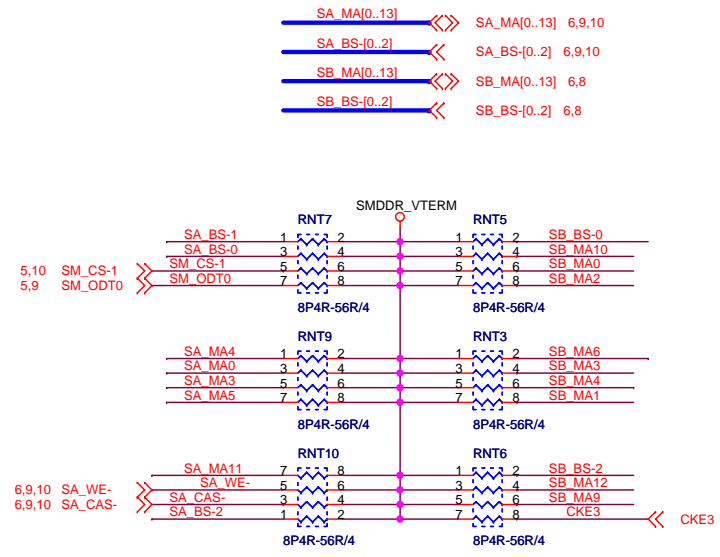 SA_MA[0..13] SA_MA[0..13] 6,9,10
SA_BS-[0..2] SA_BS-[0..2] 6,9,10
SB_MA[0..13] SB_MA[0..13] 6,8
SB_BS-[0..2] SB_BS-[0..2] 6,8
SMDDR_VTERM
RNT7 RNT5
SA_BS-1 1 2 1 2 SB_BS-0
SA_BS-0 3 4 3 4 SB_MA10
5,10 SM_CS-1 SM_CS-1 5 6 5 6 SB_MA0
5,9 SM_ODT0 SM_ODT0 7 8 7 8 SB_MA2
8P4R-56R/4 8P4R-56R/4
RNT9 RNT3
SA_MA4 1 2 1 2 SB_MA6
SA_MA0 3 4 3 4 SB_MA3
SA_MA3 5 6 5 6 SB_MA4
SA_MA5 7 8 7 8 SB_MA1
8P4R-56R/4 8P4R-56R/4
RNT10 RNT6
SA_MA11 7 8 1 2 SB_BS-2
6,9,10 SA_WE- SA_WE- 5 6 3 4 SB_MA12
6,9,10 SA_CAS- SA_CAS- 3 4 5 6 SB_MA9
SA_BS-2 1 2 7 8 CKE3 CKE3
8P4R-56R/4 8P4R-56R/4